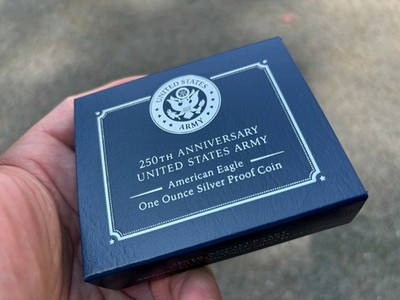 UNITED STATES
ARMY
250TH ANNIVERSARY
UNITED STATES ARMY
American Eagle
One Ounce Silver Proof Coin